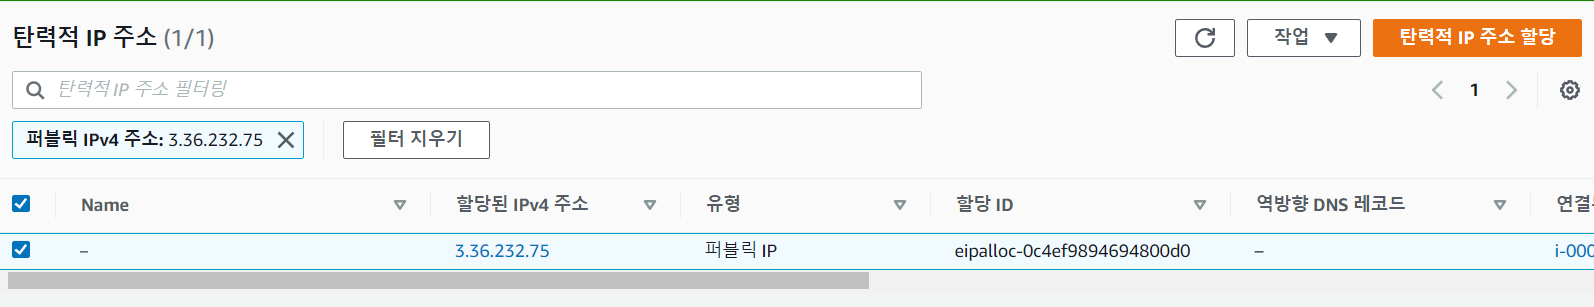 탄력적 IP 주소 (1/1)
작업
탄력적 IP 주소 할당
탄력적 IP 주소 필터링
1
퍼블릭 IPv4 주소: 3.36.232.75
필터 지우기
Name 할당된 IPv4 주소 유형 할당 ID 역방향 DNS 레코드 연결
– 3.36.232.75 퍼블릭 IP eipalloc-0c4ef9894694800d0 – i-000